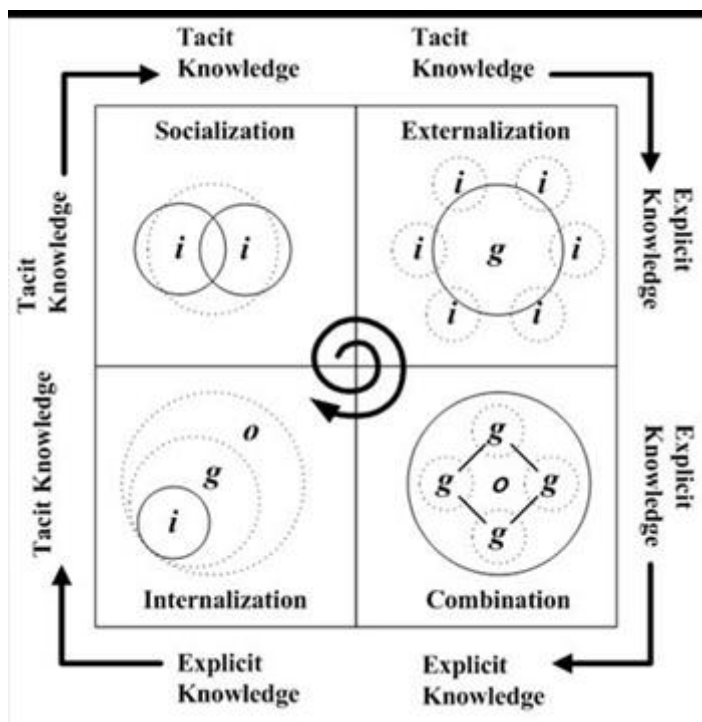 Tacit
Knowledge
Tacit
Knowledge
Socialization
Externalization
i
i
i
i
i
g
i
i
i
Explicit
Knowledge
Tacit
Knowledge
o
g
i
g
g
o
g
g
Tacit Knowledge
Explicit
Knowledge
Internalization
Combination
Explicit
Knowledge
Explicit
Knowledge